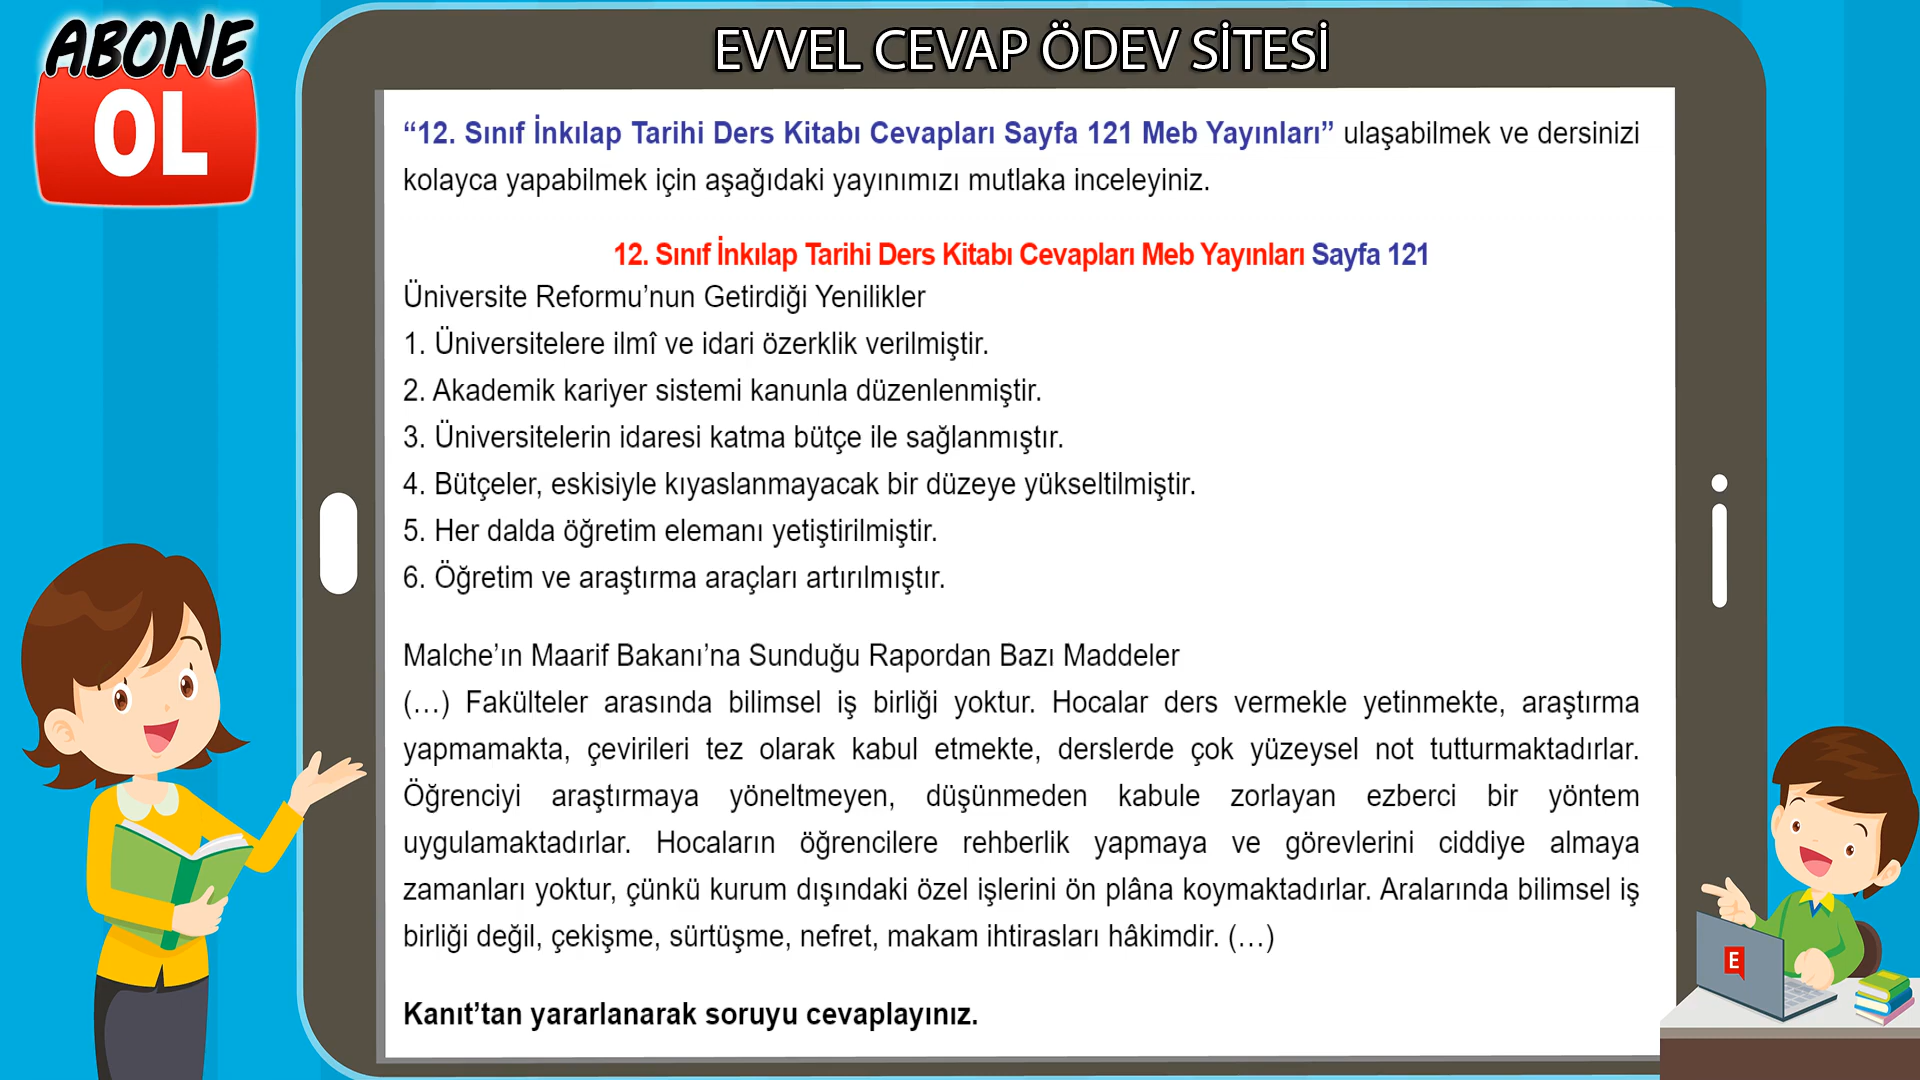 ABONE
OL
EVVEL CEVAP ÖDEV SİTESİ
“12. Sınıf İnkılap Tarihi Ders Kitabı Cevapları Sayfa 121 Meb Yayınları” ulaşabilmek ve dersinizi
kolayca yapabilmek için aşağıdaki yayınımızı mutlaka inceleyiniz.
12. Sınıf İnkılap Tarihi Ders Kitabı Cevapları Meb Yayınları Sayfa 121
Üniversite Reformu’nun Getirdiği Yenilikler
1. Üniversitelere ilmî ve idari özerklik verilmiştir.
2. Akademik kariyer sistemi kanunla düzenlenmiştir.
3. Üniversitelerin idaresi katma bütçe ile sağlanmıştır.
4. Bütçeler, eskisiyle kıyaslanmayacak bir düzeye yükseltilmiştir.
5. Her dalda öğretim elemanı yetiştirilmiştir.
6. Öğretim ve araştırma araçları artırılmıştır.
Malche’ın Maarif Bakanı’na Sunduğu Rapordan Bazı Maddeler
(…) Fakülteler arasında bilimsel iş birliği yoktur. Hocalar ders vermekle yetinmekte, araştırma
yapmamakta, çevirileri tez olarak kabul etmekte, derslerde çok yüzeysel not tutturmaktadırlar.
Öğrenciyi araştırmaya yöneltmeyen, düşünmeden kabule zorlayan ezberci bir yöntem
uygulamaktadırlar. Hocaların öğrencilere rehberlik yapmaya ve görevlerini ciddiye almaya
zamanları yoktur, çünkü kurum dışındaki özel işlerini ön plâna koymaktadırlar. Aralarında bilimsel iş
birliği değil, çekişme, sürtüşme, nefret, makam ihtirasları hâkimdir. (…)
Kanıt’tan yararlanarak soruyu cevaplayınız.
E